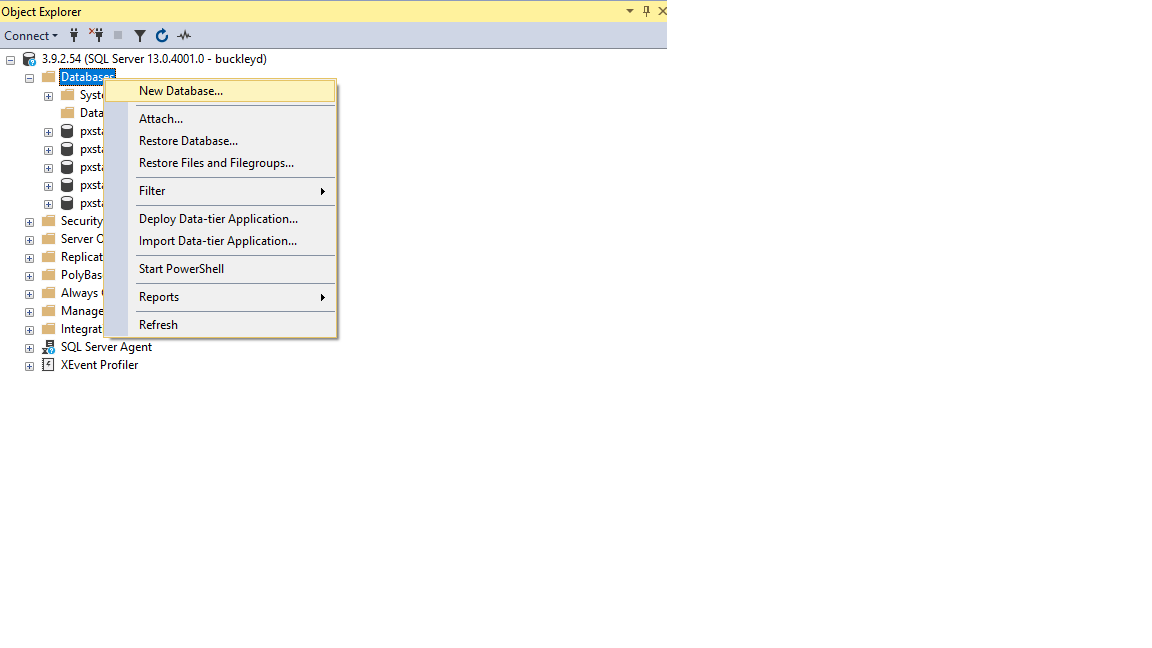 Object Explorer
Connect
3.9.2.54 (SQL Server 13.0.4001.0 - buckleyd)
Databases
New Database...
Syste
Attach...
Data
Restore Database...
pxsta
Restore Files and Filegroups...
pxsta
pxsta
Filter
pxsta
pxsta
Deploy Data-tier Application...
Security
Import Data-tier Application...
Server O
Replicat
Start PowerShell
PolyBas
Always
Reports
Manage
Refresh
Integrat
SQL Server Agent
XEvent Profiler